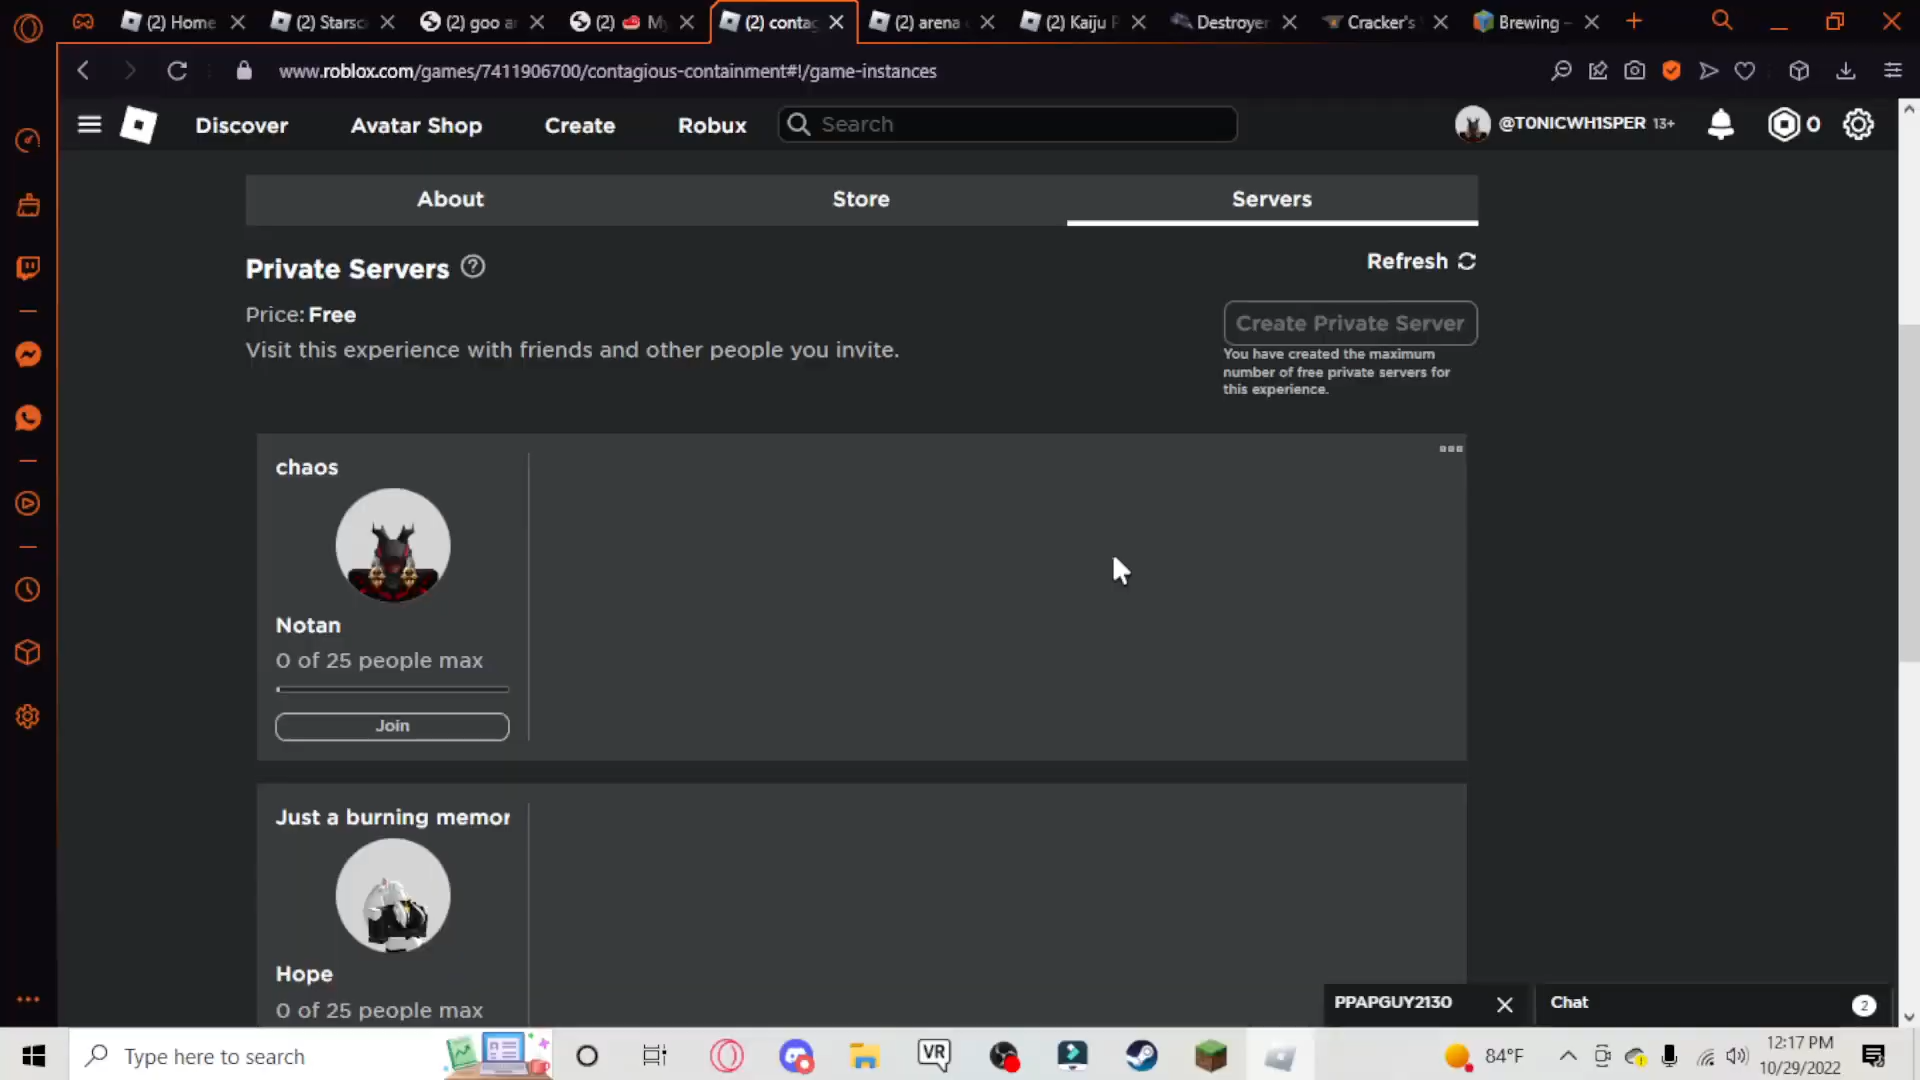 (2) Home
(2) Starsc
(2) goo ar
(2) My
(2) contag
(2) arena
(2) Kaiju P
Destroyer
Cracker's
Brewing –
www.roblox.com/games/7411906700/contagious-containment#!/game-instances
Discover
Avatar Shop
Create
Robux
Search
@T0NICWH1SPER 13+
0
About
Store
Servers
Private Servers
Refresh
Price: Free
Create Private Server
Visit this experience with friends and other people you invite.
You have created the maximum
number of free private servers for
this experience.
chaos
Notan
0 of 25 people max
Join
Just a burning memor
Hope
0 of 25 people max
PPAPGUY2130
Chat
2
Type here to search
VR
84°F
12:17 PM
10/29/2022